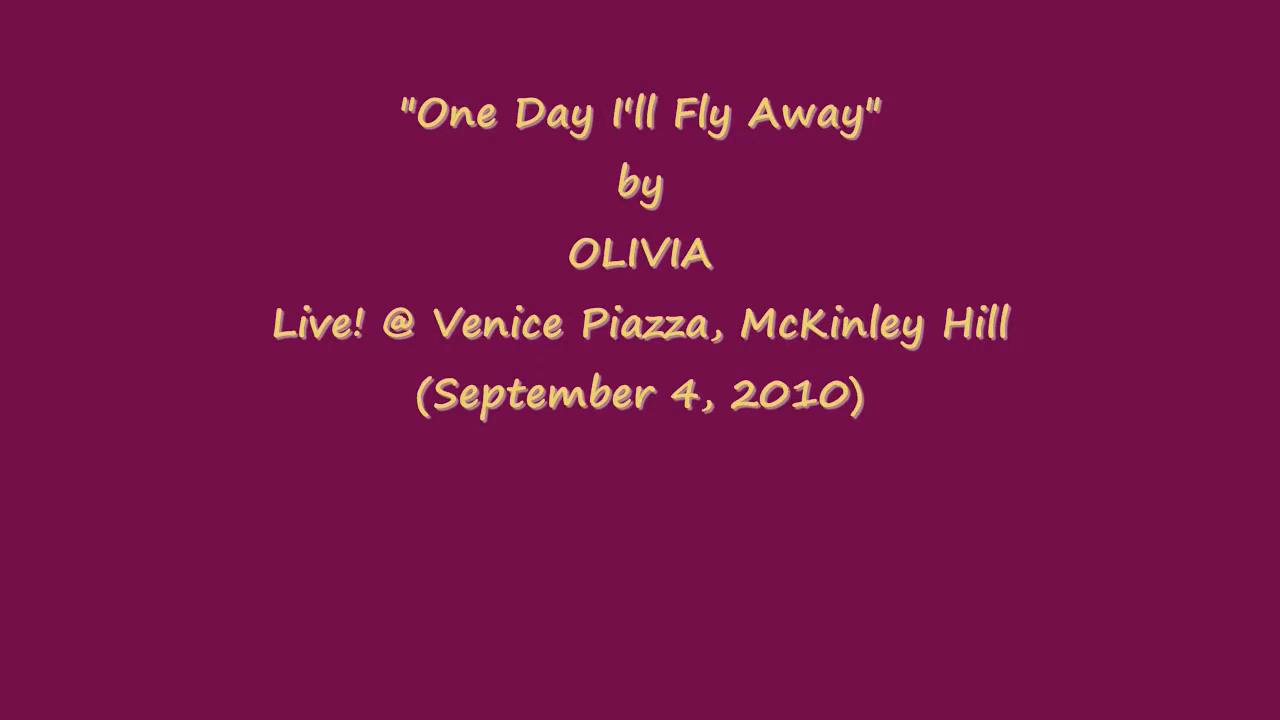 "One Day I'll Fly Away"
by
OLIVIA
Live! @ Venice Piazza, McKinley Hill
(September 4, 2010)